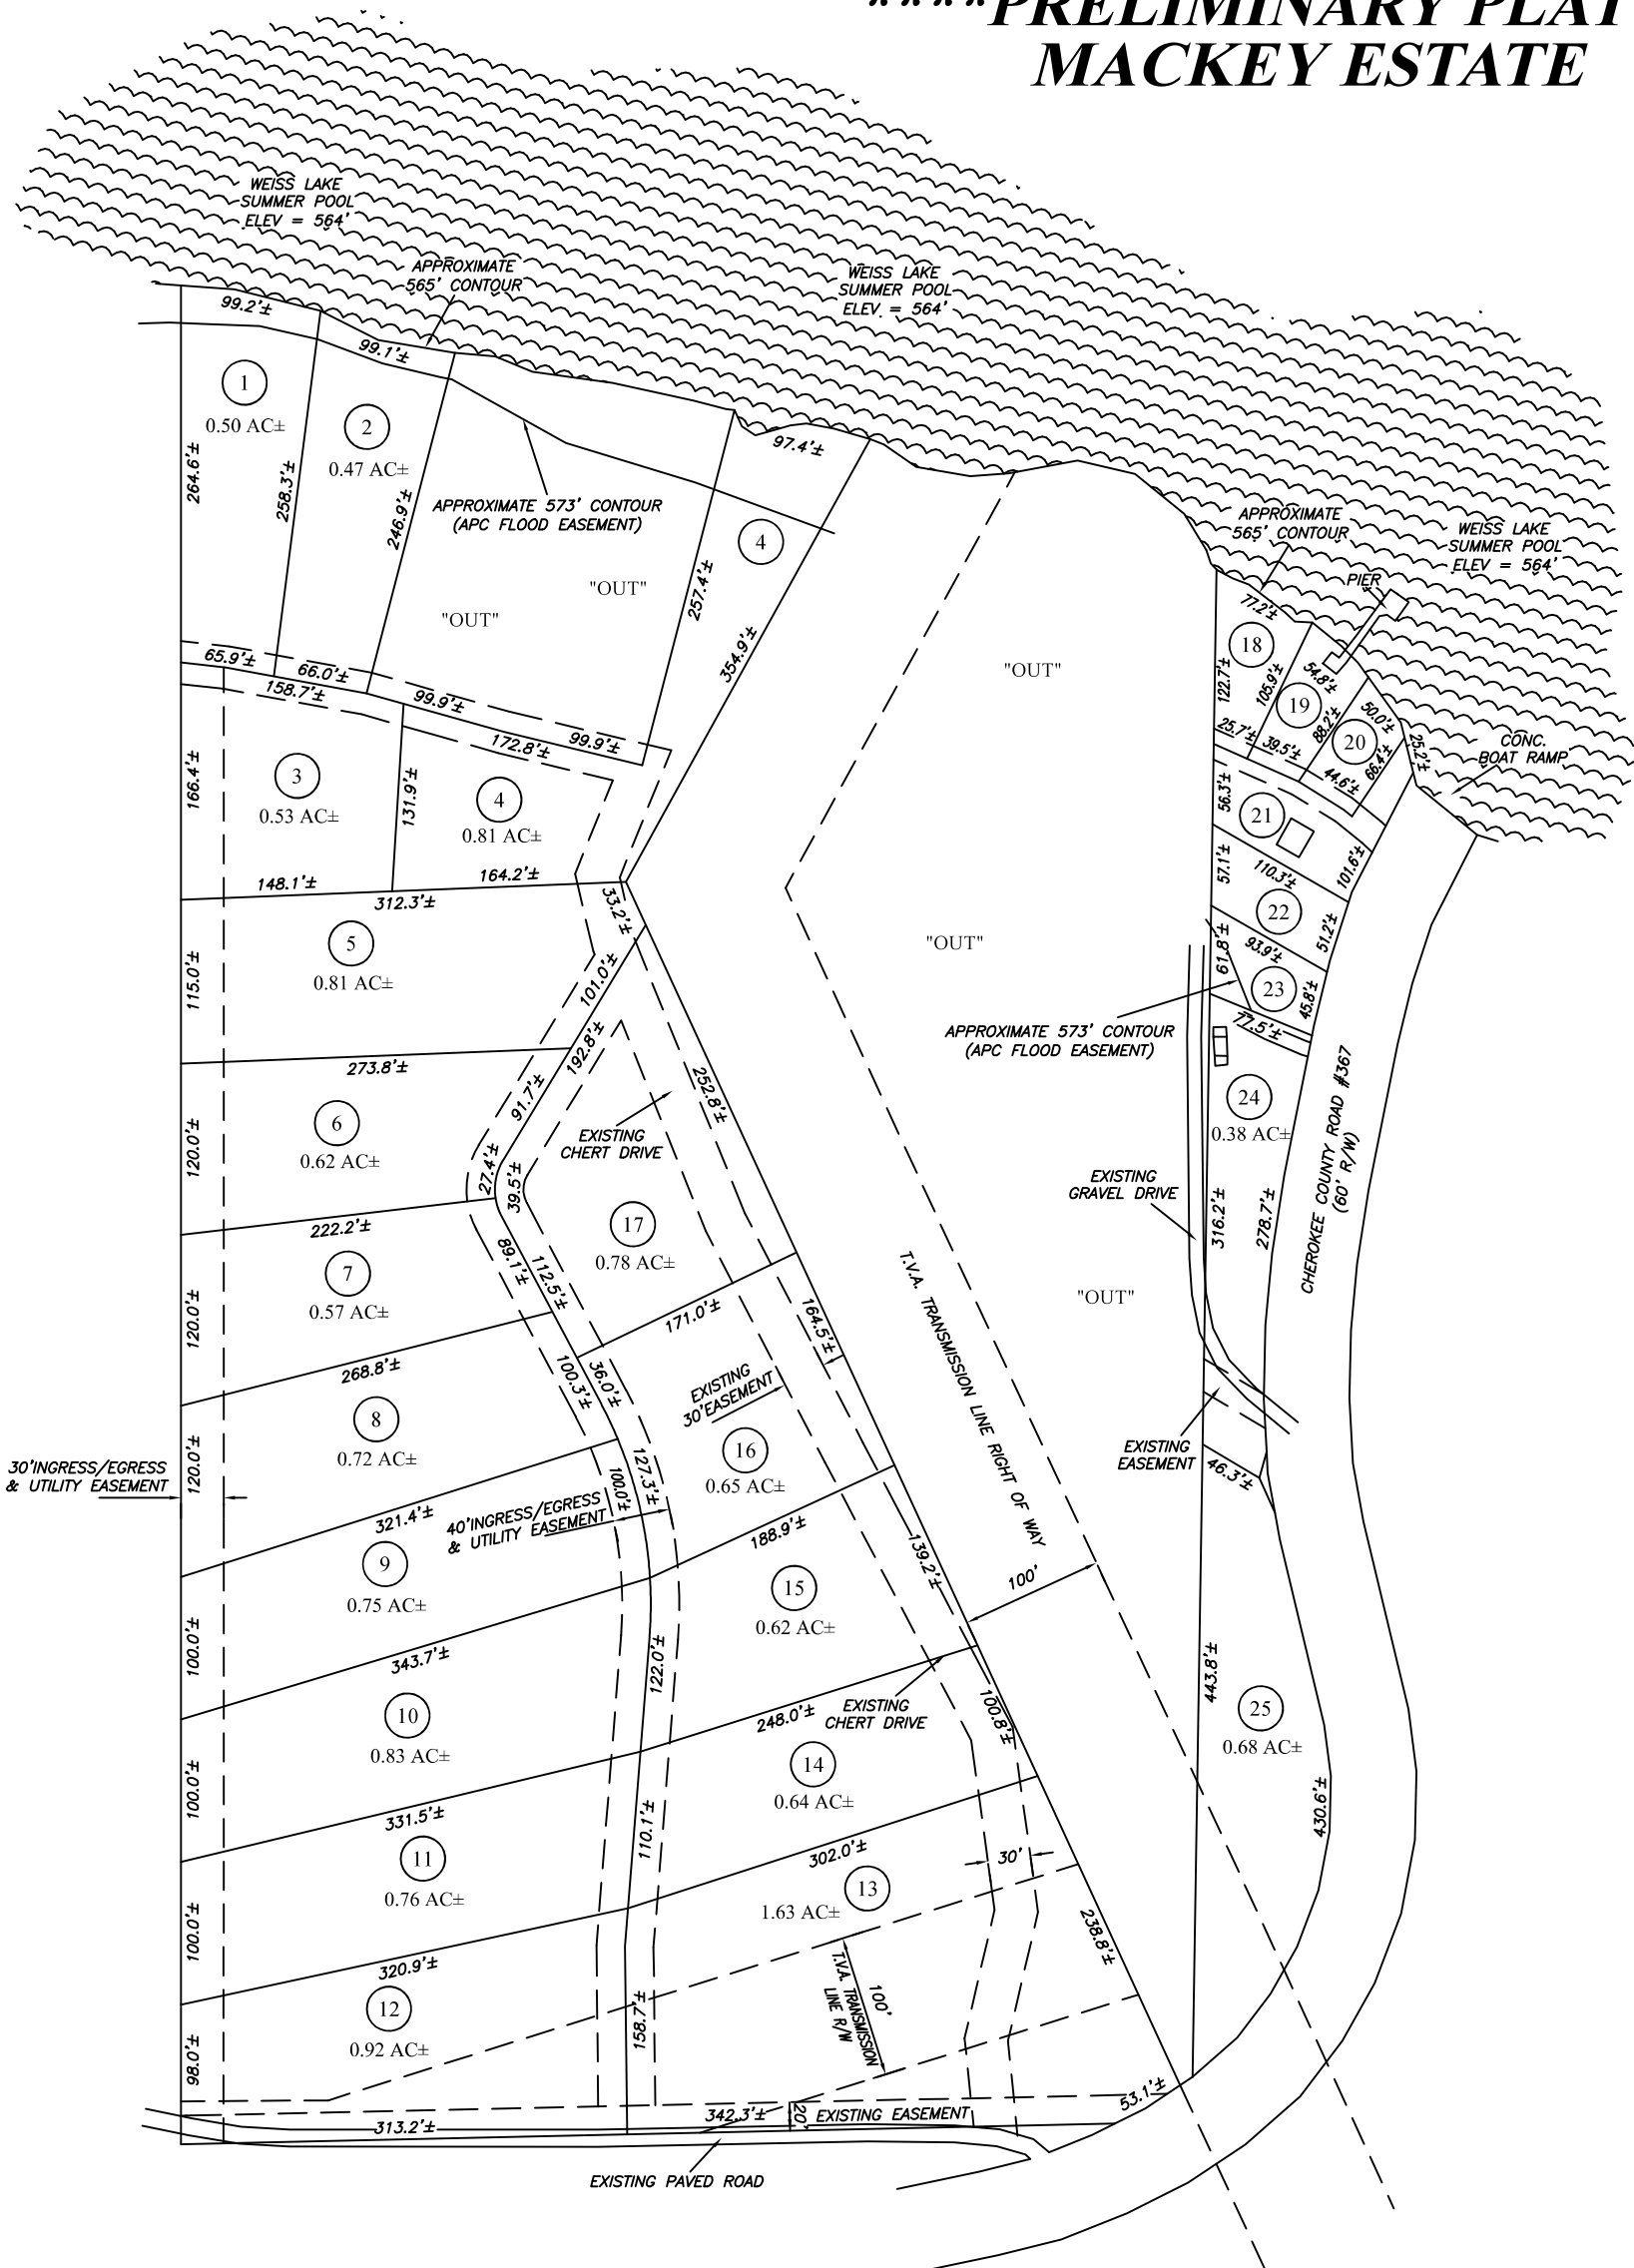 ****PRELIMINARY PLAT
MACKEY ESTATE
WEISS LAKE
SUMMER POOL
ELEV = 564'
APPROXIMATE
565' CONTOUR
WEISS LAKE
SUMMER POOL
ELEV. = 564'
99.2'±
99.1'±
97.4'±
1
0.50 AC±
2
0.47 AC±
264.6'±
258.3'±
246.9'±
APPROXIMATE 573' CONTOUR
(APC FLOOD EASEMENT)
4
"OUT"
"OUT"
257.4'±
354.9'±
"OUT"
APPROXIMATE
565' CONTOUR
WEISS LAKE
SUMMER POOL
ELEV = 564'
PIER
77.2'±
18
122.7'±
105.9'±
54.8'±
19
88.2'±
50.0'±
20
66.4'±
25.2'±
CONC.
BOAT RAMP
25.7'±
39.5'±
44.6'±
65.9'±
66.0'±
158.7'±
99.9'±
99.9'±
172.8'±
56.3'±
21
101.6'±
166.4'±
3
0.53 AC±
131.9'±
4
0.81 AC±
57.1'±
110.3'±
22
51.2'±
148.1'±
164.2'±
312.3'±
33.2'±
5
0.81 AC±
115.0'±
101.0'±
"OUT"
61.8'±
93.9'±
23
45.8'±
77.5'±
APPROXIMATE 573' CONTOUR
(APC FLOOD EASEMENT)
273.8'±
192.8'±
91.7'±
252.8'±
6
0.62 AC±
120.0'±
EXISTING
CHERT DRIVE
24
0.38 AC±
CHEROKEE COUNTY ROAD #367
(60' R/W)
27.4'±
39.5'±
EXISTING
GRAVEL DRIVE
316.2'±
278.7'±
222.2'±
17
0.78 AC±
89.1'±
112.5'±
7
0.57 AC±
120.0'±
T.V.A. TRANSMISSION LINE RIGHT OF WAY
"OUT"
171.0'±
164.5'±
268.8'±
100.3'±
36.0'±
EXISTING
30'EASEMENT
8
0.72 AC±
120.0'±
30'INGRESS/EGRESS
& UTILITY EASEMENT
16
0.65 AC±
EXISTING
EASEMENT
46.3'±
127.3'±
100.0'±
321.4'±
40'INGRESS/EGRESS
& UTILITY EASEMENT
188.9'±
139.2'±
100'
9
0.75 AC±
15
0.62 AC±
100.0'±
343.7'±
122.0'±
443.8'±
10
0.83 AC±
248.0'±
EXISTING
CHERT DRIVE
100.8'±
25
0.68 AC±
14
0.64 AC±
100.0'±
331.5'±
110.1'±
430.6'±
11
0.76 AC±
302.0'±
30'
13
1.63 AC±
100.0'±
238.8'±
320.9'±
T.V.A. TRANSMISSION
LINE R/W
100'
12
0.92 AC±
158.7'±
98.0'±
53.1'±
313.2'±
342.3'±
20'
EXISTING EASEMENT
EXISTING PAVED ROAD